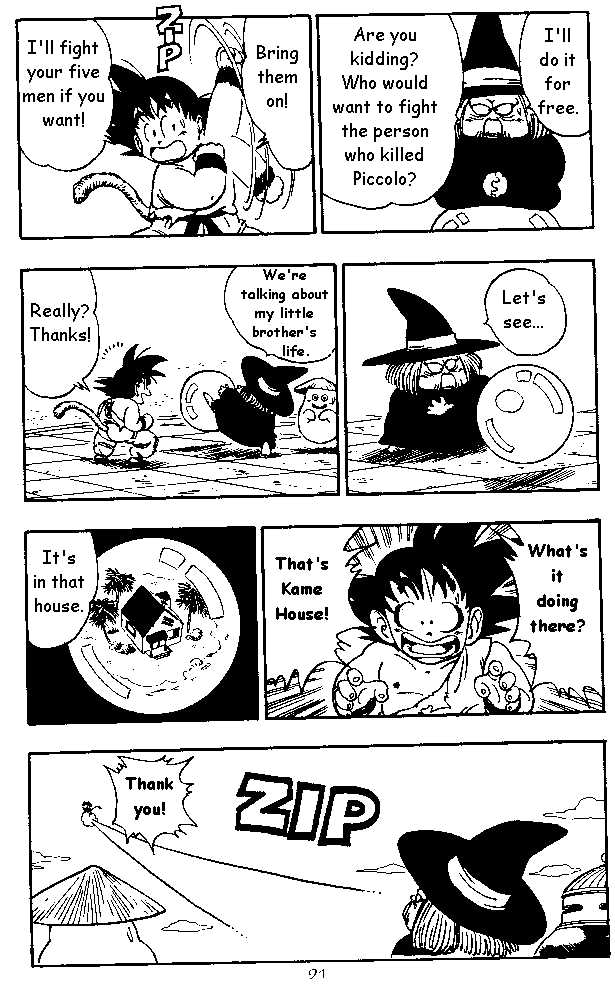 I'll fight
your five
men if you
want!
ZIP
Bring
them
on!
Are you
kidding?
Who would
want to fight
the person
who killed
Piccolo?
I'll
do it
for
free.
Really?
Thanks!
We're
talking about
my little
brother's
life.
Let's
see...
It's
in that
house.
That's
Kame
House!
What's
it
doing
there?
Thank
you!
ZIP
91